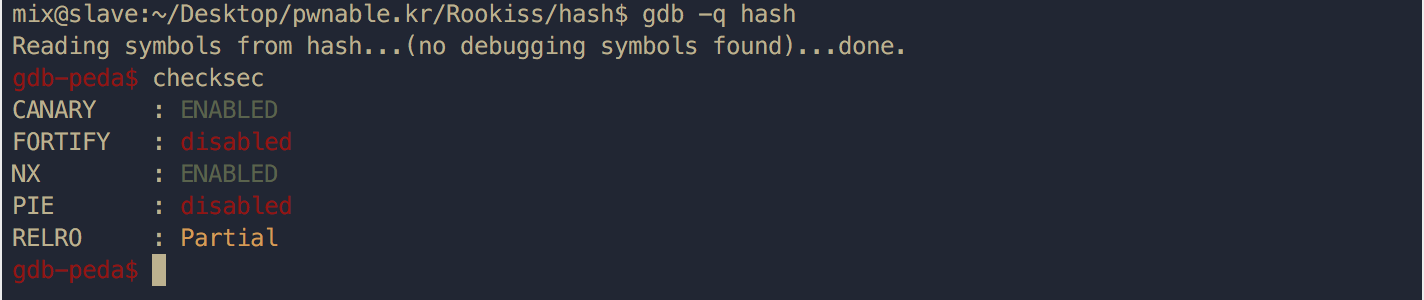 mix@slave:~/Desktop/pwnable.kr/Rookiss/hash$ gdb -q hash
Reading symbols from hash...(no debugging symbols found)...done.
gdb-peda$ checksec
CANARY    : ENABLED
FORTIFY   : disabled
NX        : ENABLED
PIE       : disabled
RELRO     : Partial
gdb-peda$